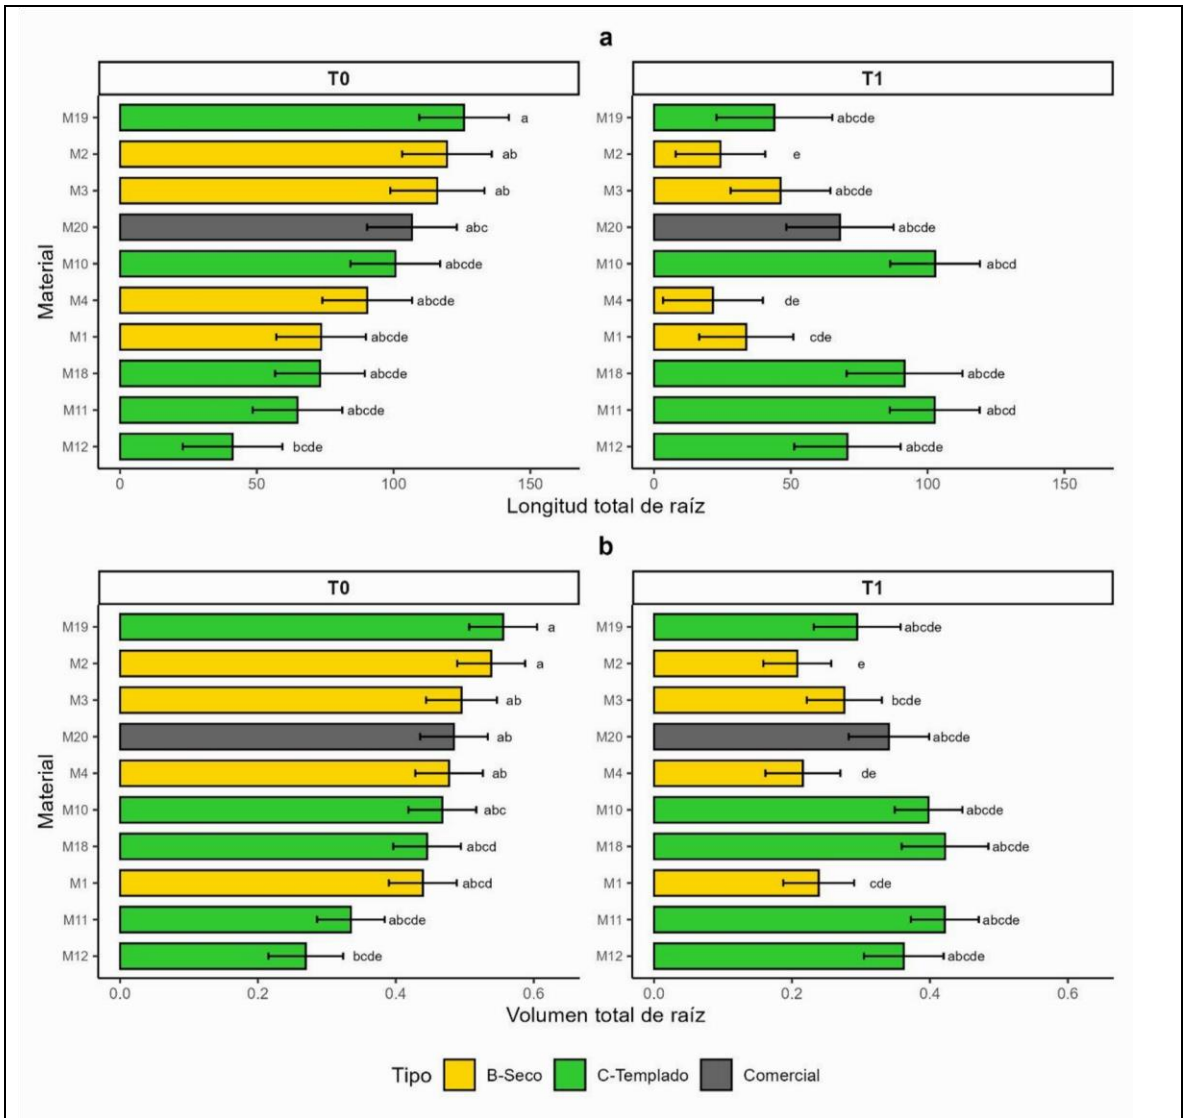 a
T0 T1
M19 a M19 abcde
M2 ab M2 e
M3 ab M3 abcde
M20 abc M20 abcde
M10 abcde M10 abcd
M4 abcde M4 de
M1 abcde M1 cde
M18 abcde M18 abcde
M11 abcde M11 abcd
M12 bcde M12 abcde
Material
0 50 100 150 0 50 100 150
Longitud total de raíz
b
T0 T1
M19 a M19 abcde
M2 a M2 e
M3 ab M3 bcde
M20 ab M20 abcde
M4 ab M4 de
M10 abc M10 abcde
M18 abcd M18 abcde
M1 abcd M1 cde
M11 abcde M11 abcde
M12 bcde M12 abcde
Material
0.0 0.2 0.4 0.6 0.0 0.2 0.4 0.6
Volumen total de raíz
Tipo B-Seco C-Templado Comercial